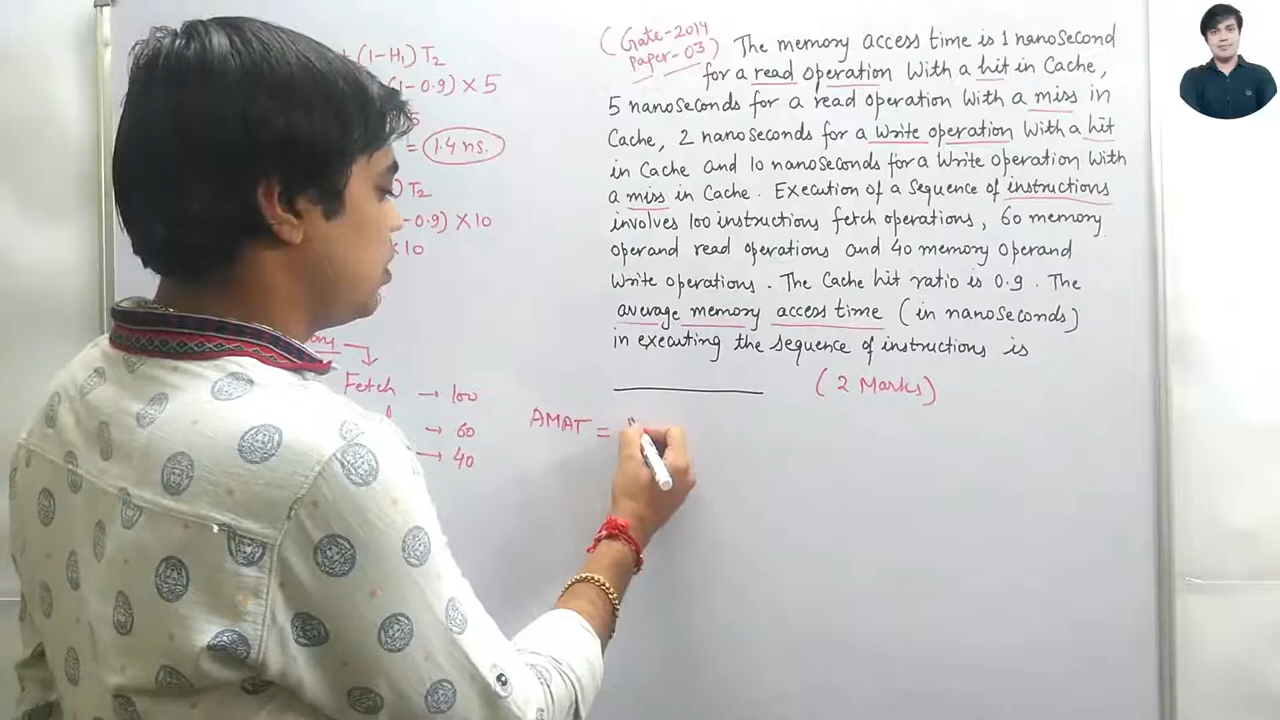 (1-H₁) T₂
(1-0.9) × 5
5
= 1.4 ns.
) T₂
-0.9) × 10
× 10
Fetch → 100
→ 60
→ 40
(Gate-2014
Paper-03) The memory access time is 1 nanosecond
for a read operation with a hit in Cache,
5 nanoseconds for a read operation with a miss in
Cache, 2 nanoseconds for a write operation with a hit
in Cache and 10 nanoseconds for a write operation with
a miss in Cache. Execution of a sequence of instructions
involves 100 instructions fetch operations, 60 memory
operand read operations and 40 memory operand
write operations. The Cache hit ratio is 0.9. The
average memory access time (in nanoseconds)
in executing the sequence of instructions is
(2 Marks)
AMAT =